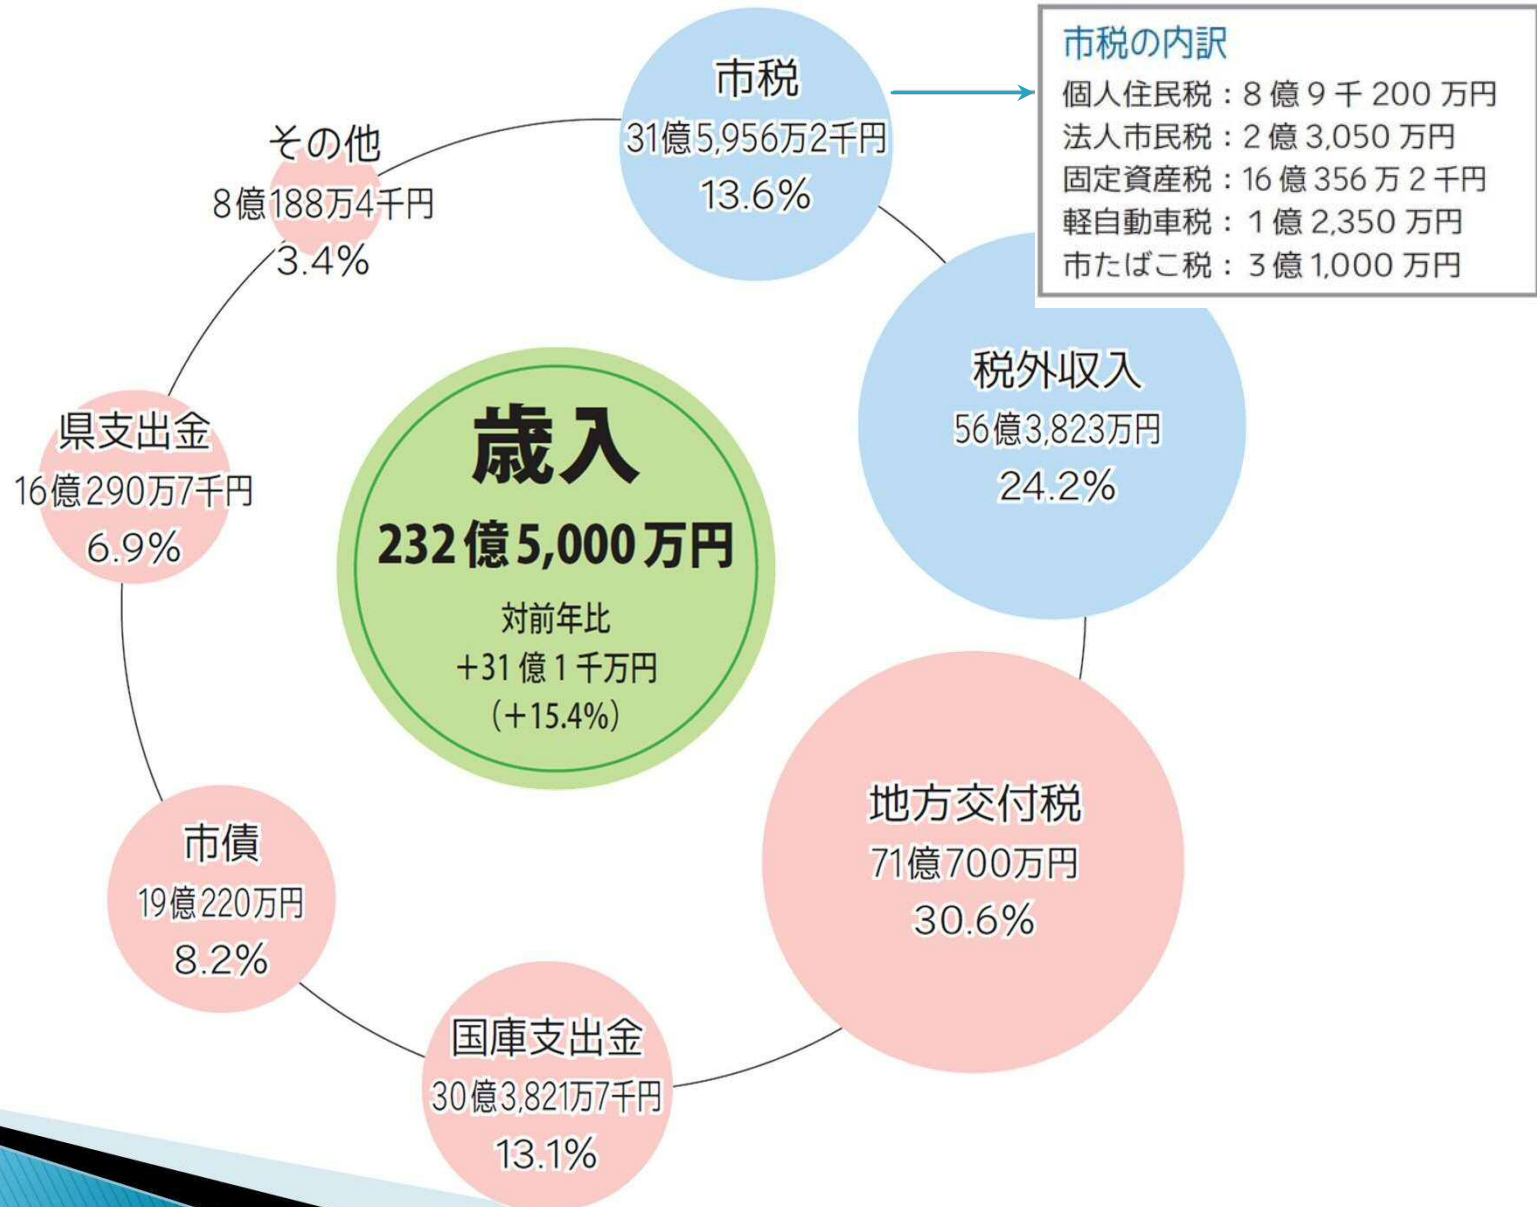 市税
31億5,956万2千円
13.6%
市税の内訳
個人住民税：8億9千200万円
法人市民税：2億3,050万円
固定資産税：16億356万2千円
軽自動車税：1億2,350万円
市たばこ税：3億1,000万円
税外収入
56億3,823万円
24.2%
地方交付税
71億700万円
30.6%
国庫支出金
30億3,821万7千円
13.1%
市債
19億220万円
8.2%
県支出金
16億290万7千円
6.9%
その他
8億188万4千円
3.4%
歳入
232億5,000万円
対前年比
+31億1千万円
(+15.4%)